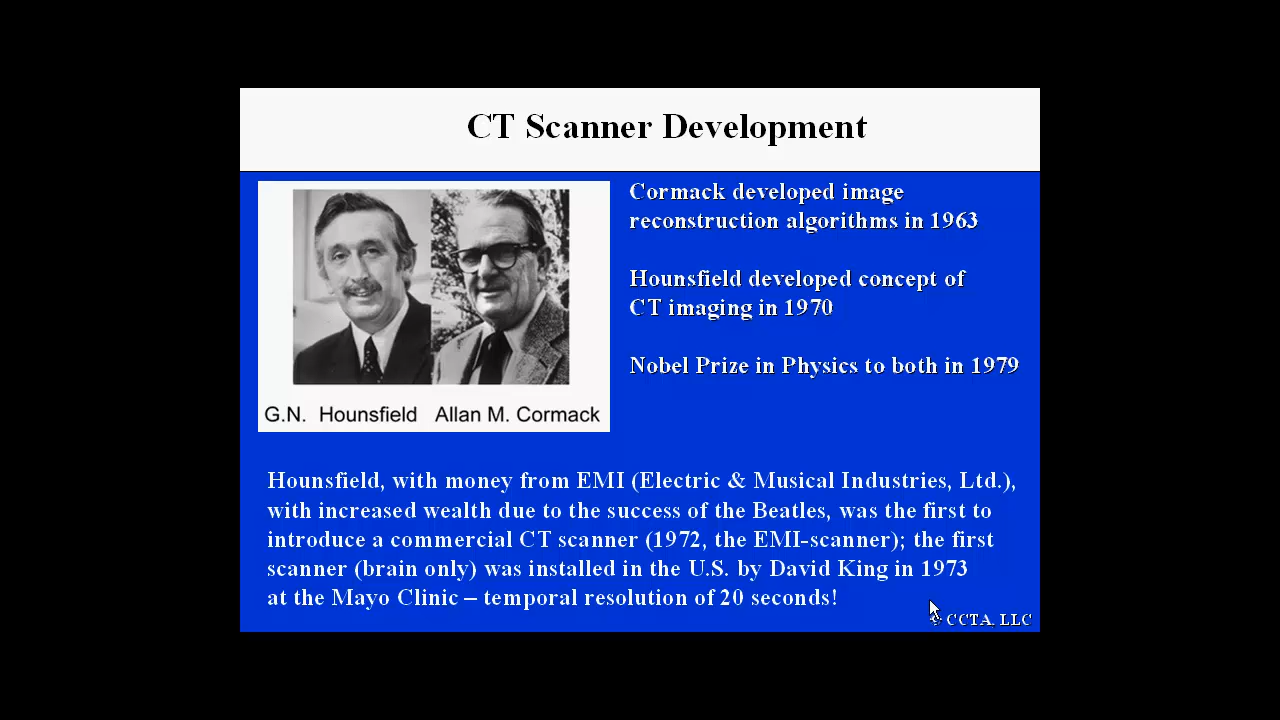 CT Scanner Development
Cormack developed image
reconstruction algorithms in 1963
Hounsfield developed concept of
CT imaging in 1970
Nobel Prize in Physics to both in 1979
G.N. Hounsfield Allan M. Cormack
Hounsfield, with money from EMI (Electric & Musical Industries, Ltd.),
with increased wealth due to the success of the Beatles, was the first to
introduce a commercial CT scanner (1972, the EMI-scanner); the first
scanner (brain only) was installed in the U.S. by David King in 1973
at the Mayo Clinic – temporal resolution of 20 seconds!
© CCTA, LLC